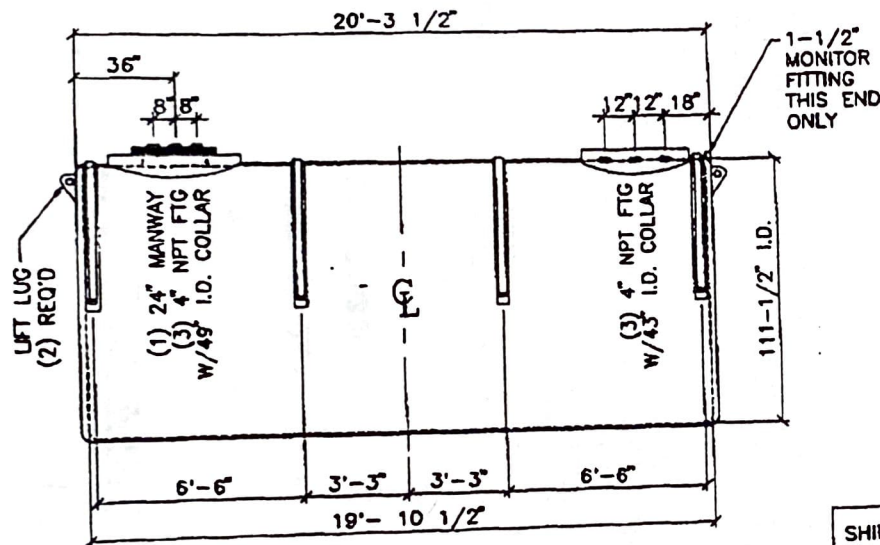 20'-3 1/2"
36"
8" 8"
12" 12" 18"
1-1/2"
MONITOR
FITTING
THIS END
ONLY
LIFT LUG
(2) REQ'D
(1) 24" MANWAY
(3) 4" NPT FTG
W/49" I.D. COLLAR
CL
(3) 4" NPT FTG
W/43" I.D. COLLAR
111-1/2" I.D.
6'-6" 3'-3" 3'-3" 6'-6"
19'- 10 1/2"